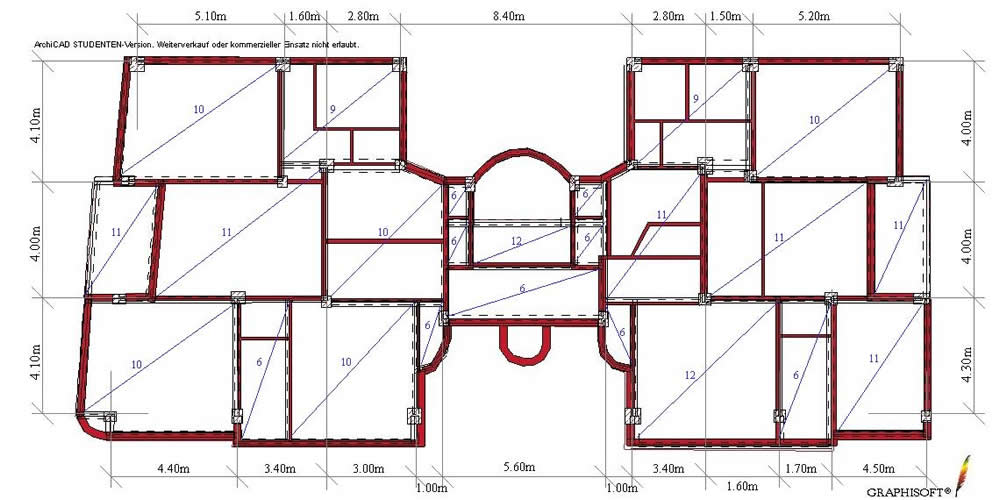 5.10m 1.60m 2.80m 8.40m 2.80m 1.50m 5.20m
ArchiCAD STUDENTEN-Version. Weiterverkauf oder kommerzieller Einsatz nicht erlaubt.
4.10m 10 9 9 10 4.00m
6 6
4.00m 11 11 10 6 12 6 11 11 11 4.00m
6
4.10m 10 6 10 6 6 12 6 11 4.30m
4.40m 3.40m 3.00m 5.60m 3.40m 1.70m 4.50m
1.00m 1.00m 1.60m
GRAPHISOFT®